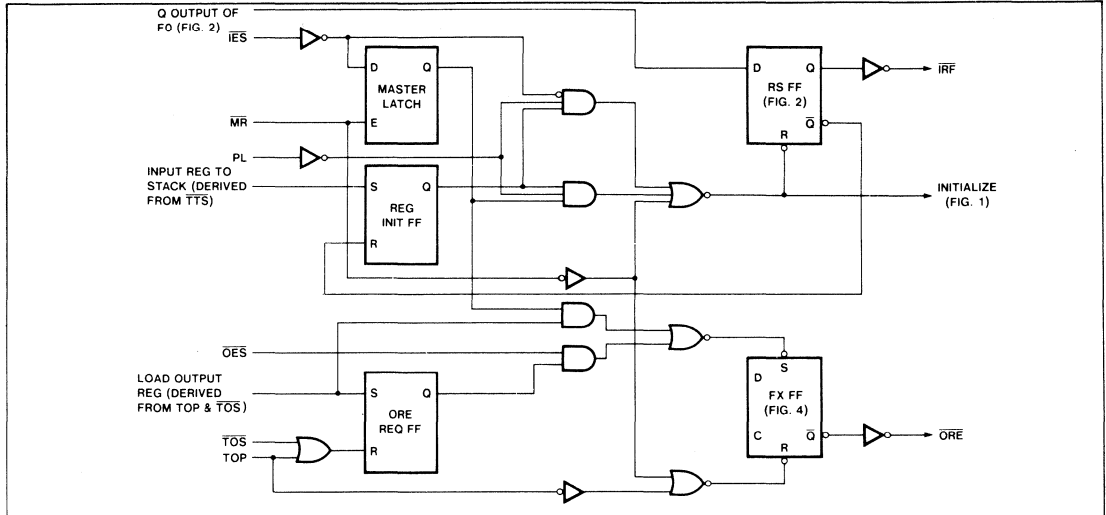 Q OUTPUT OF
F0 (FIG. 2)
IES
D Q
MASTER
LATCH
MR
E
PL
INPUT REG TO
STACK (DERIVED
FROM TTS)
S Q
REG
INIT FF
R
D Q
RS FF
(FIG. 2)
Q
R
IRF
INITIALIZE
(FIG. 1)
OES
LOAD OUTPUT
REG (DERIVED
FROM TOP & TOS)
S Q
ORE
REQ FF
R
TOS
TOP
S
D
FX FF
(FIG. 4)
C Q
R
ORE